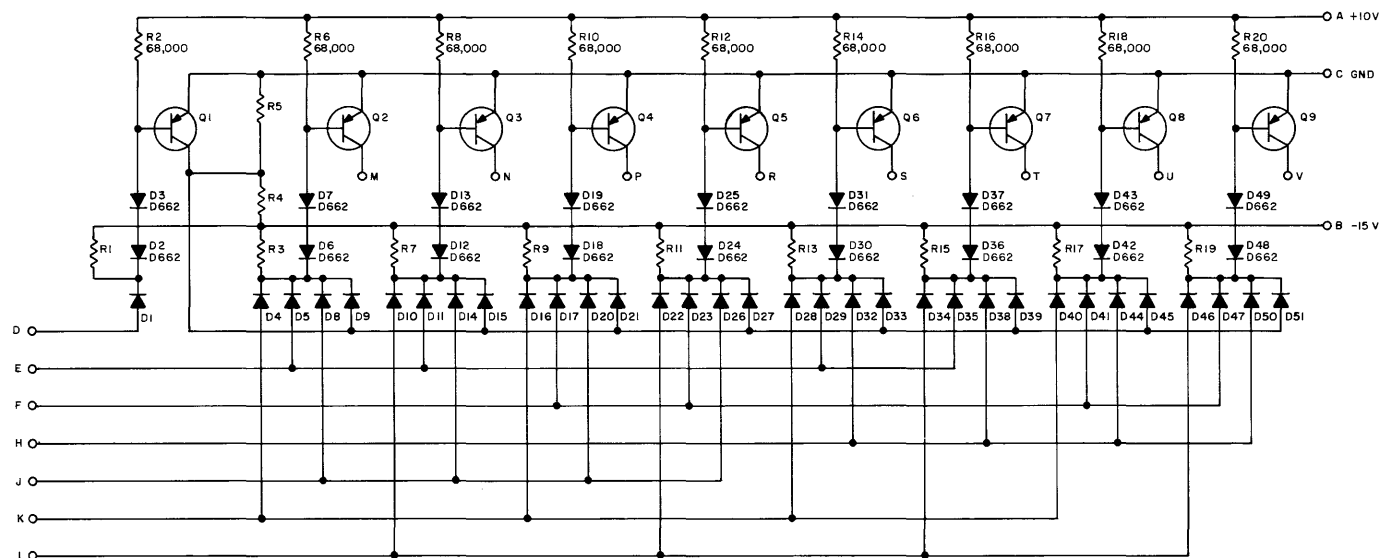 A +10V
R2 68,000
R6 68,000
R8 68,000
R10 68,000
R12 68,000
R14 68,000
R16 68,000
R18 68,000
R20 68,000
C GND
R5
Q1
Q2
Q3
Q4
Q5
Q6
Q7
Q8
Q9
M
N
P
R
S
T
U
V
D3 D662
R4
D7 D662
D13 D662
D19 D662
D25 D662
D31 D662
D37 D662
D43 D662
D49 D662
B -15V
R1
D2 D662
R3
D6 D662
R7
D12 D662
R9
D18 D662
R11
D24 D662
R13
D30 D662
R15
D36 D662
R17
D42 D662
R19
D48 D662
D1
D4
D5
D8
D9
D10
D11
D14
D15
D16
D17
D20
D21
D22
D23
D26
D27
D28
D29
D32
D33
D34
D35
D38
D39
D40
D41
D44
D45
D46
D47
D50
D51
D
E
F
H
J
K